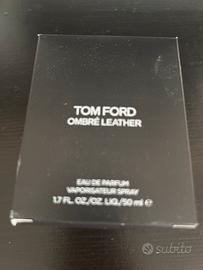 TOM FORD
OMBRÉ LEATHER
EAU DE PARFUM
VAPORISATEUR SPRAY
1.7 FL. OZ./OZ. LIQ./50 ml ℮
subito